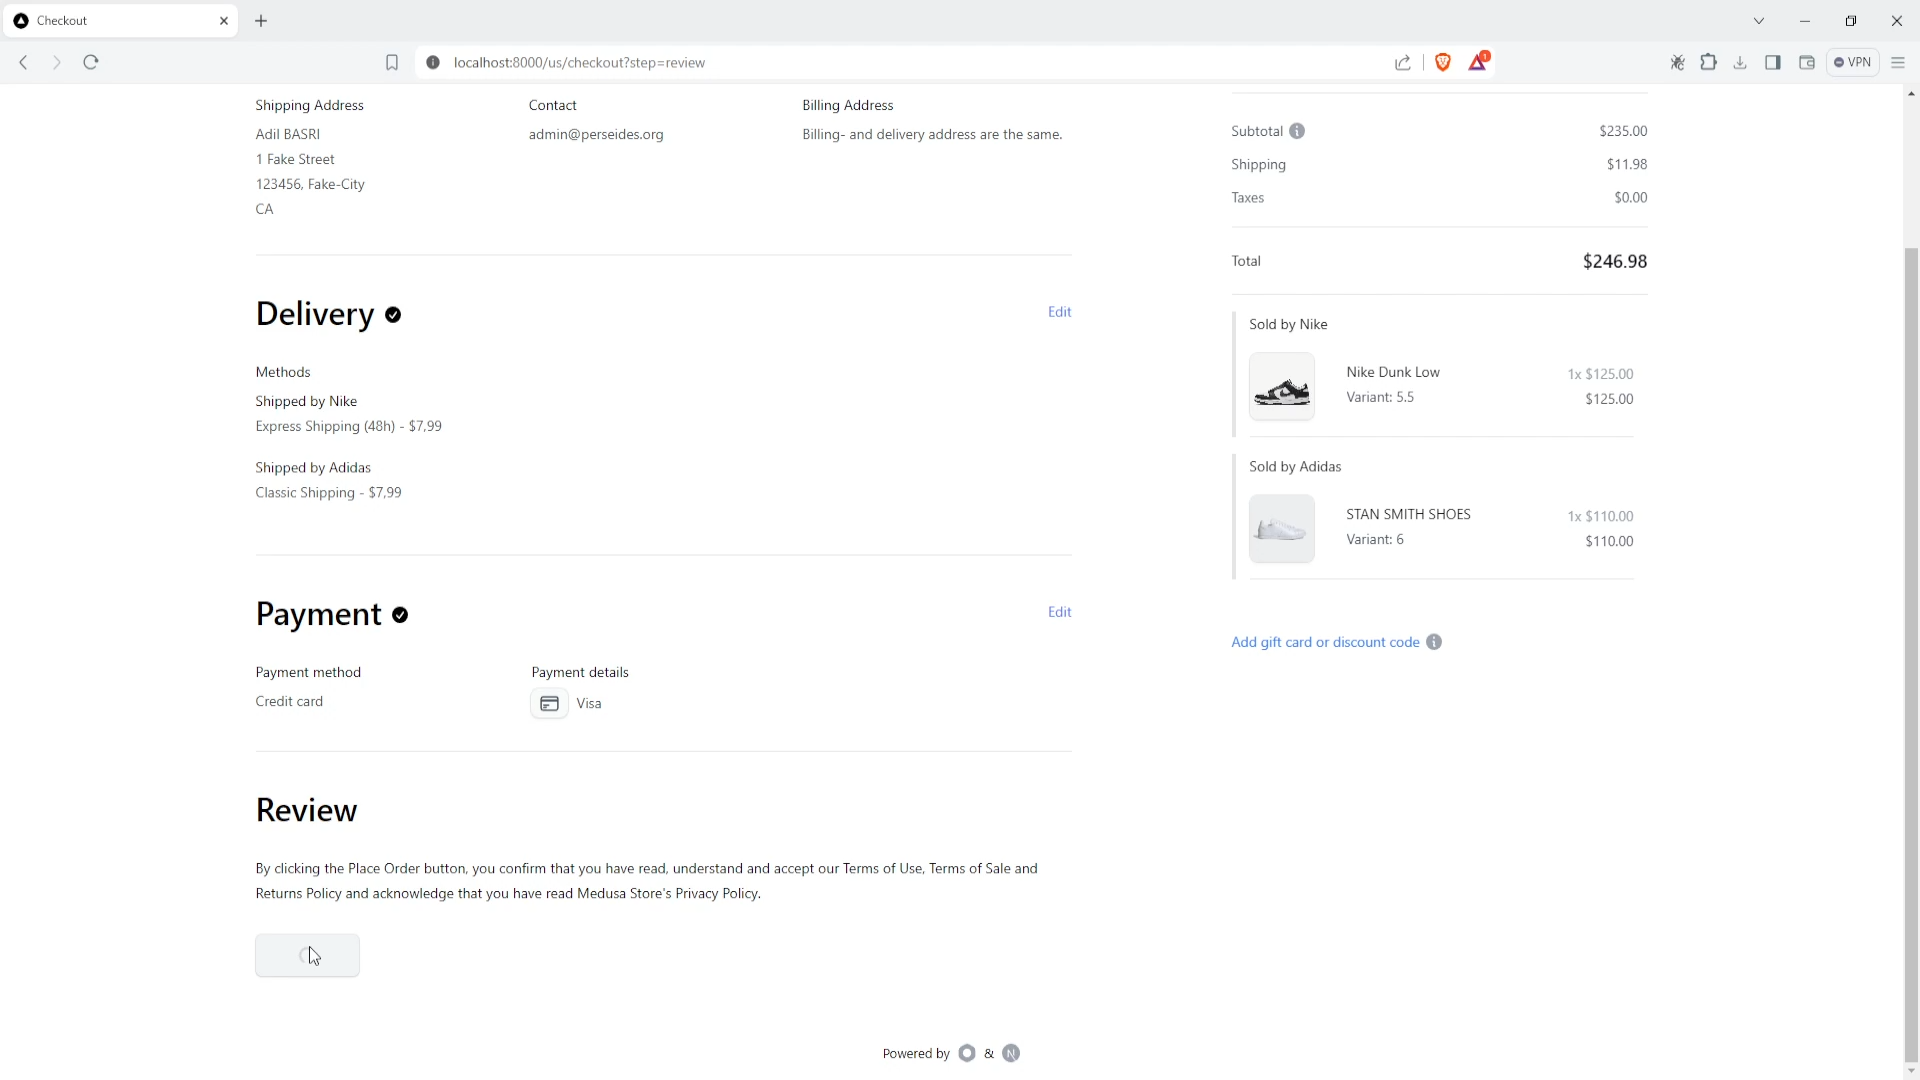 Checkout
localhost:8000/us/checkout?step=review
1
VPN
Shipping Address
Adil BASRI
1 Fake Street
123456, Fake-City
CA
Contact
admin@perseides.org
Billing Address
Billing- and delivery address are the same.
Delivery
Edit
Methods
Shipped by Nike
Express Shipping (48h) - $7,99
Shipped by Adidas
Classic Shipping - $7,99
Payment
Edit
Payment method
Credit card
Payment details
Visa
Review
By clicking the Place Order button, you confirm that you have read, understand and accept our Terms of Use, Terms of Sale and
Returns Policy and acknowledge that you have read Medusa Store's Privacy Policy.
Subtotal $235.00
Shipping $11.98
Taxes $0.00
Total $246.98
Sold by Nike
Nike Dunk Low 1x $125.00
Variant: 5.5 $125.00
Sold by Adidas
STAN SMITH SHOES 1x $110.00
Variant: 6 $110.00
Add gift card or discount code
Powered by & N